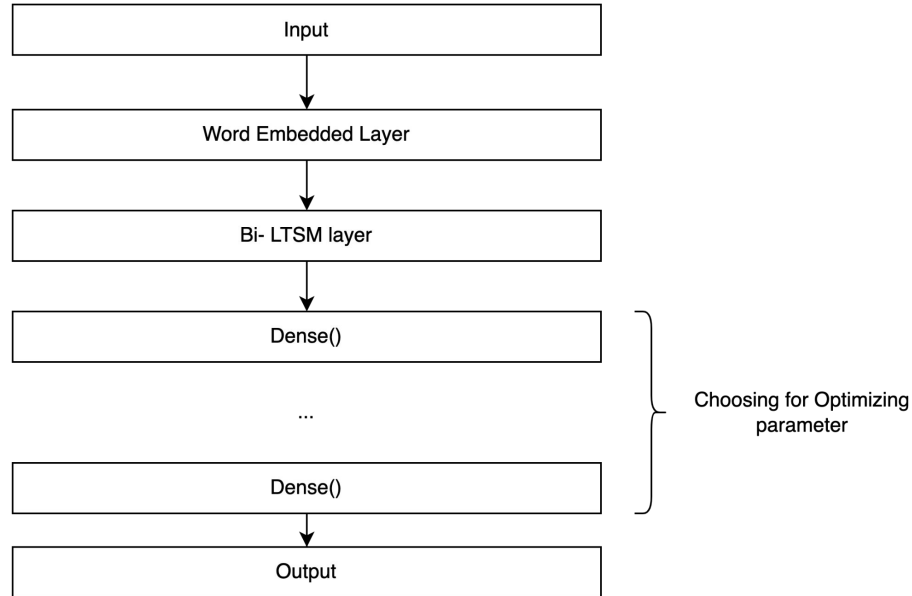 Input
Word Embedded Layer
Bi- LTSM layer
Dense()
...
Choosing for Optimizing
parameter
Dense()
Output